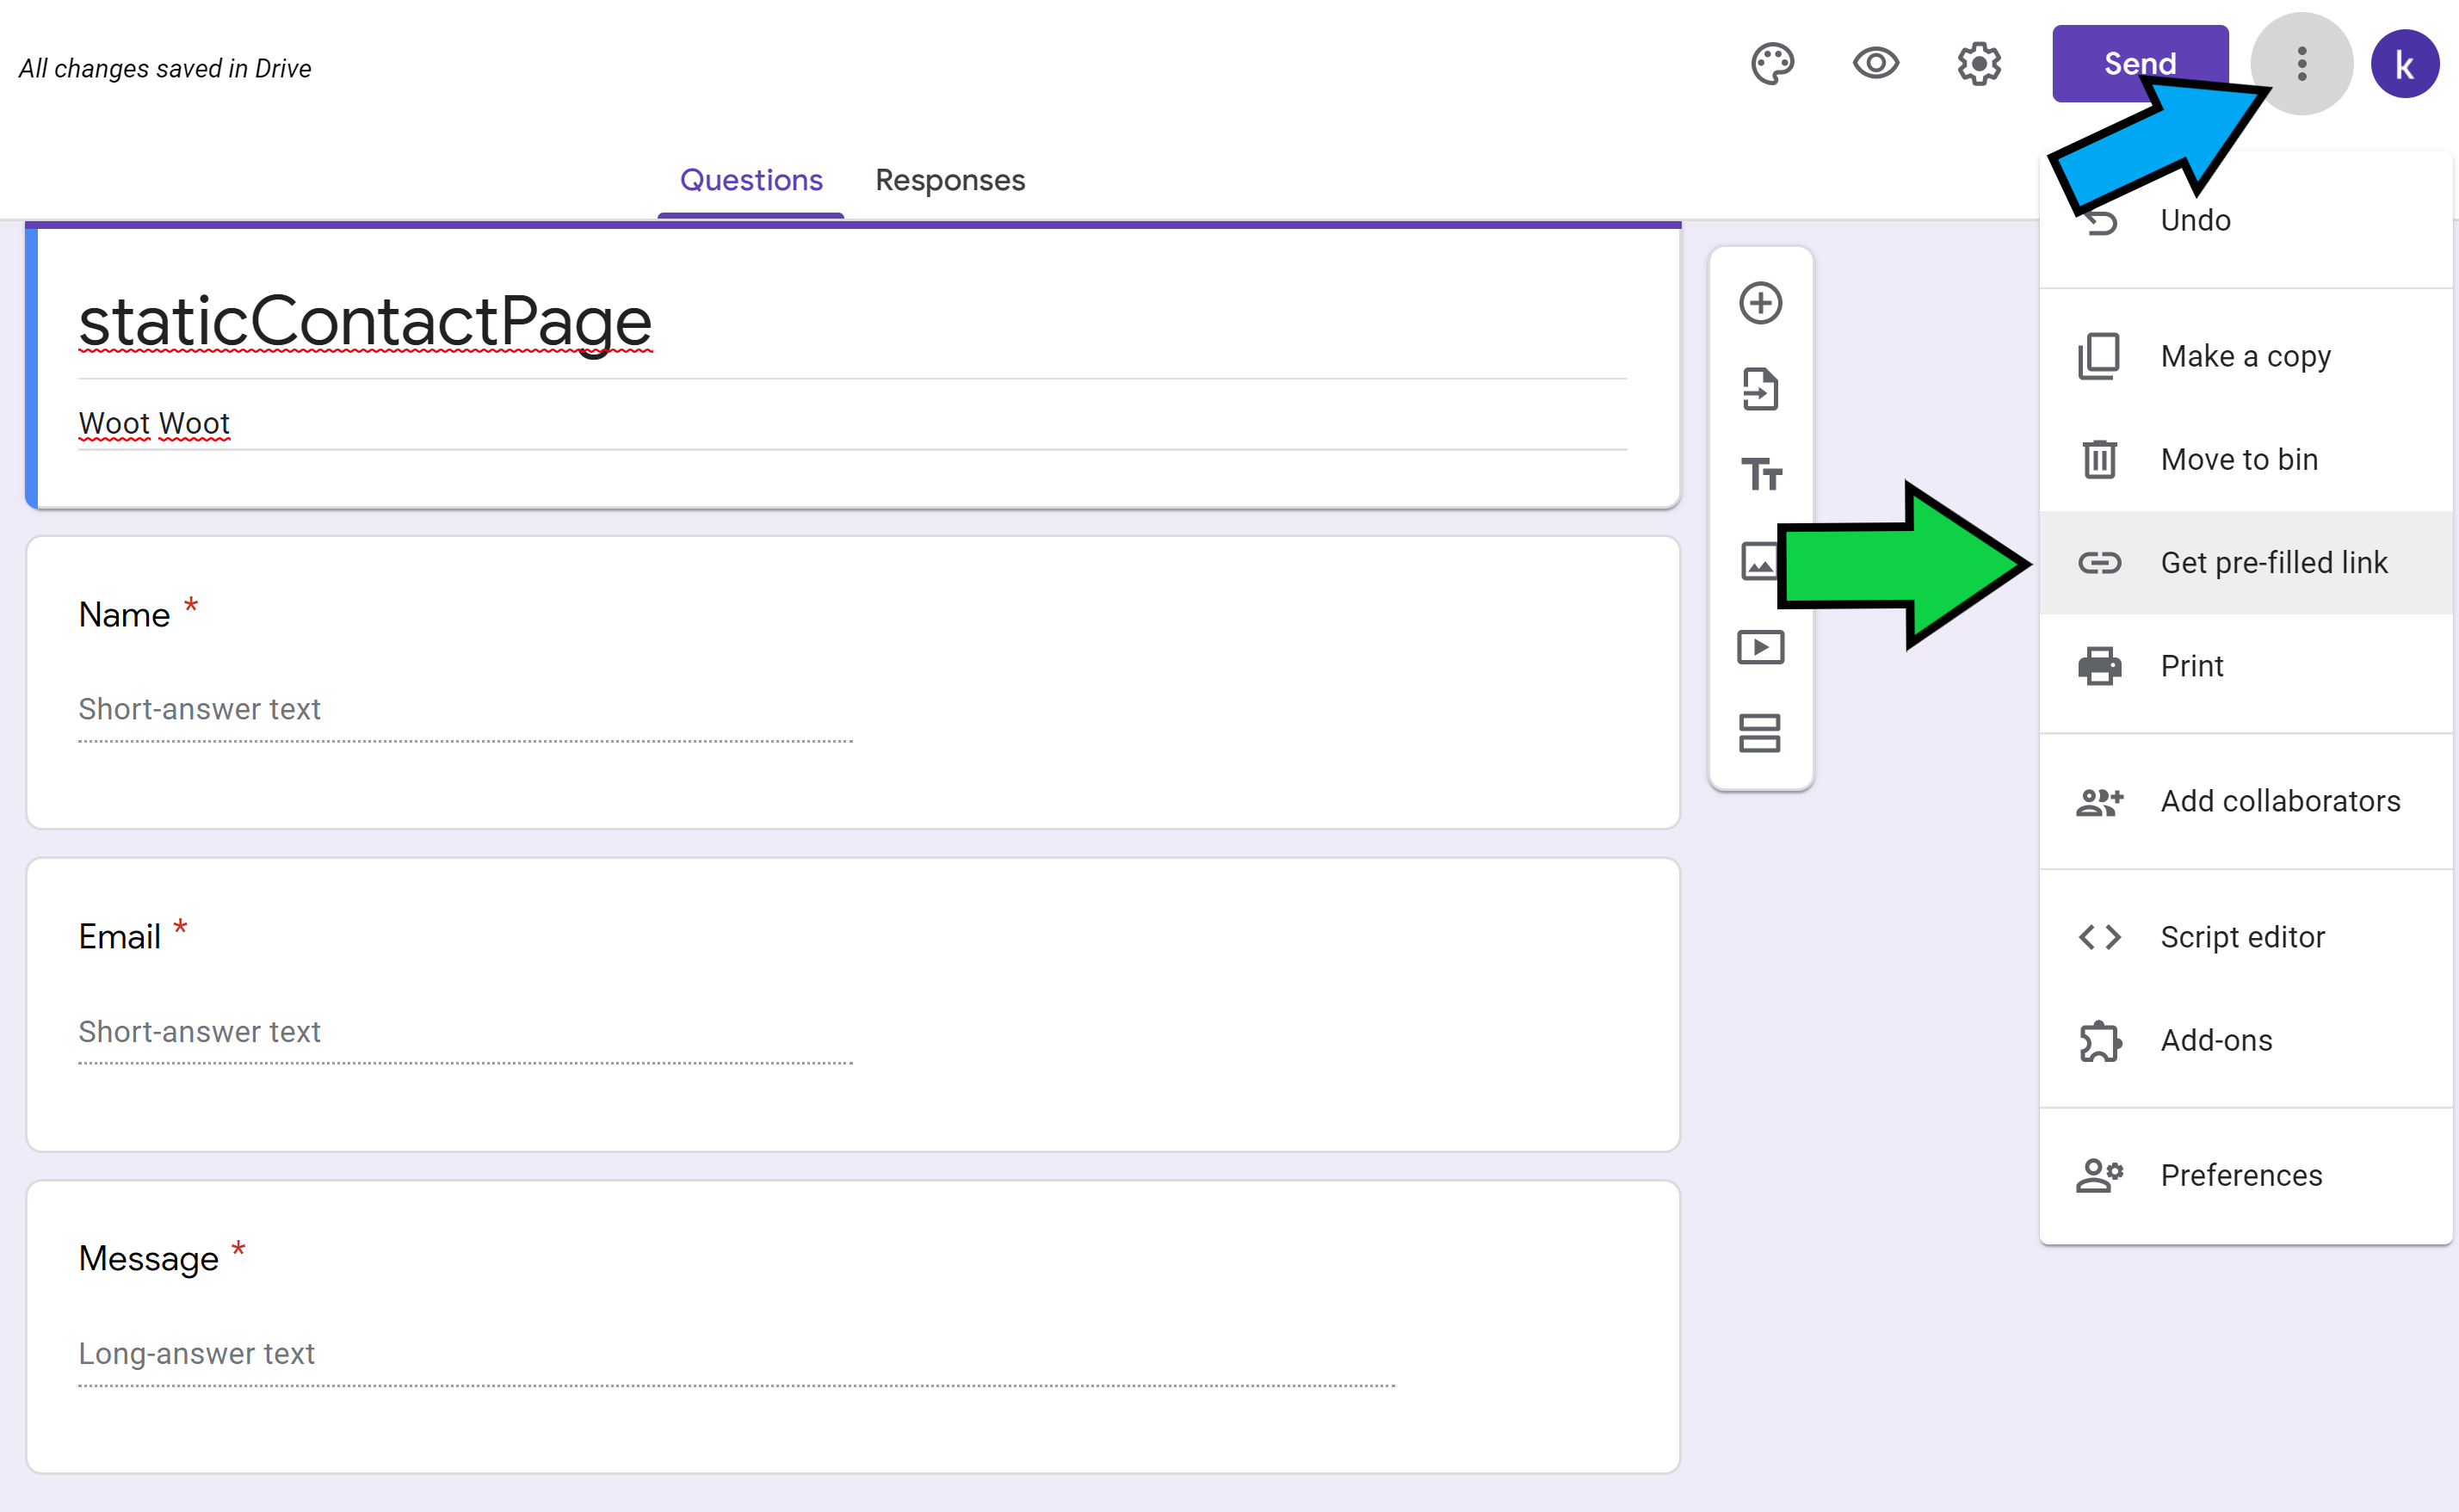 All changes saved in Drive
Send
k
Questions Responses
staticContactPage
Woot Woot
Name *
Short-answer text
Email *
Short-answer text
Message *
Long-answer text
Undo
Make a copy
Move to bin
Get pre-filled link
Print
Add collaborators
Script editor
Add-ons
Preferences